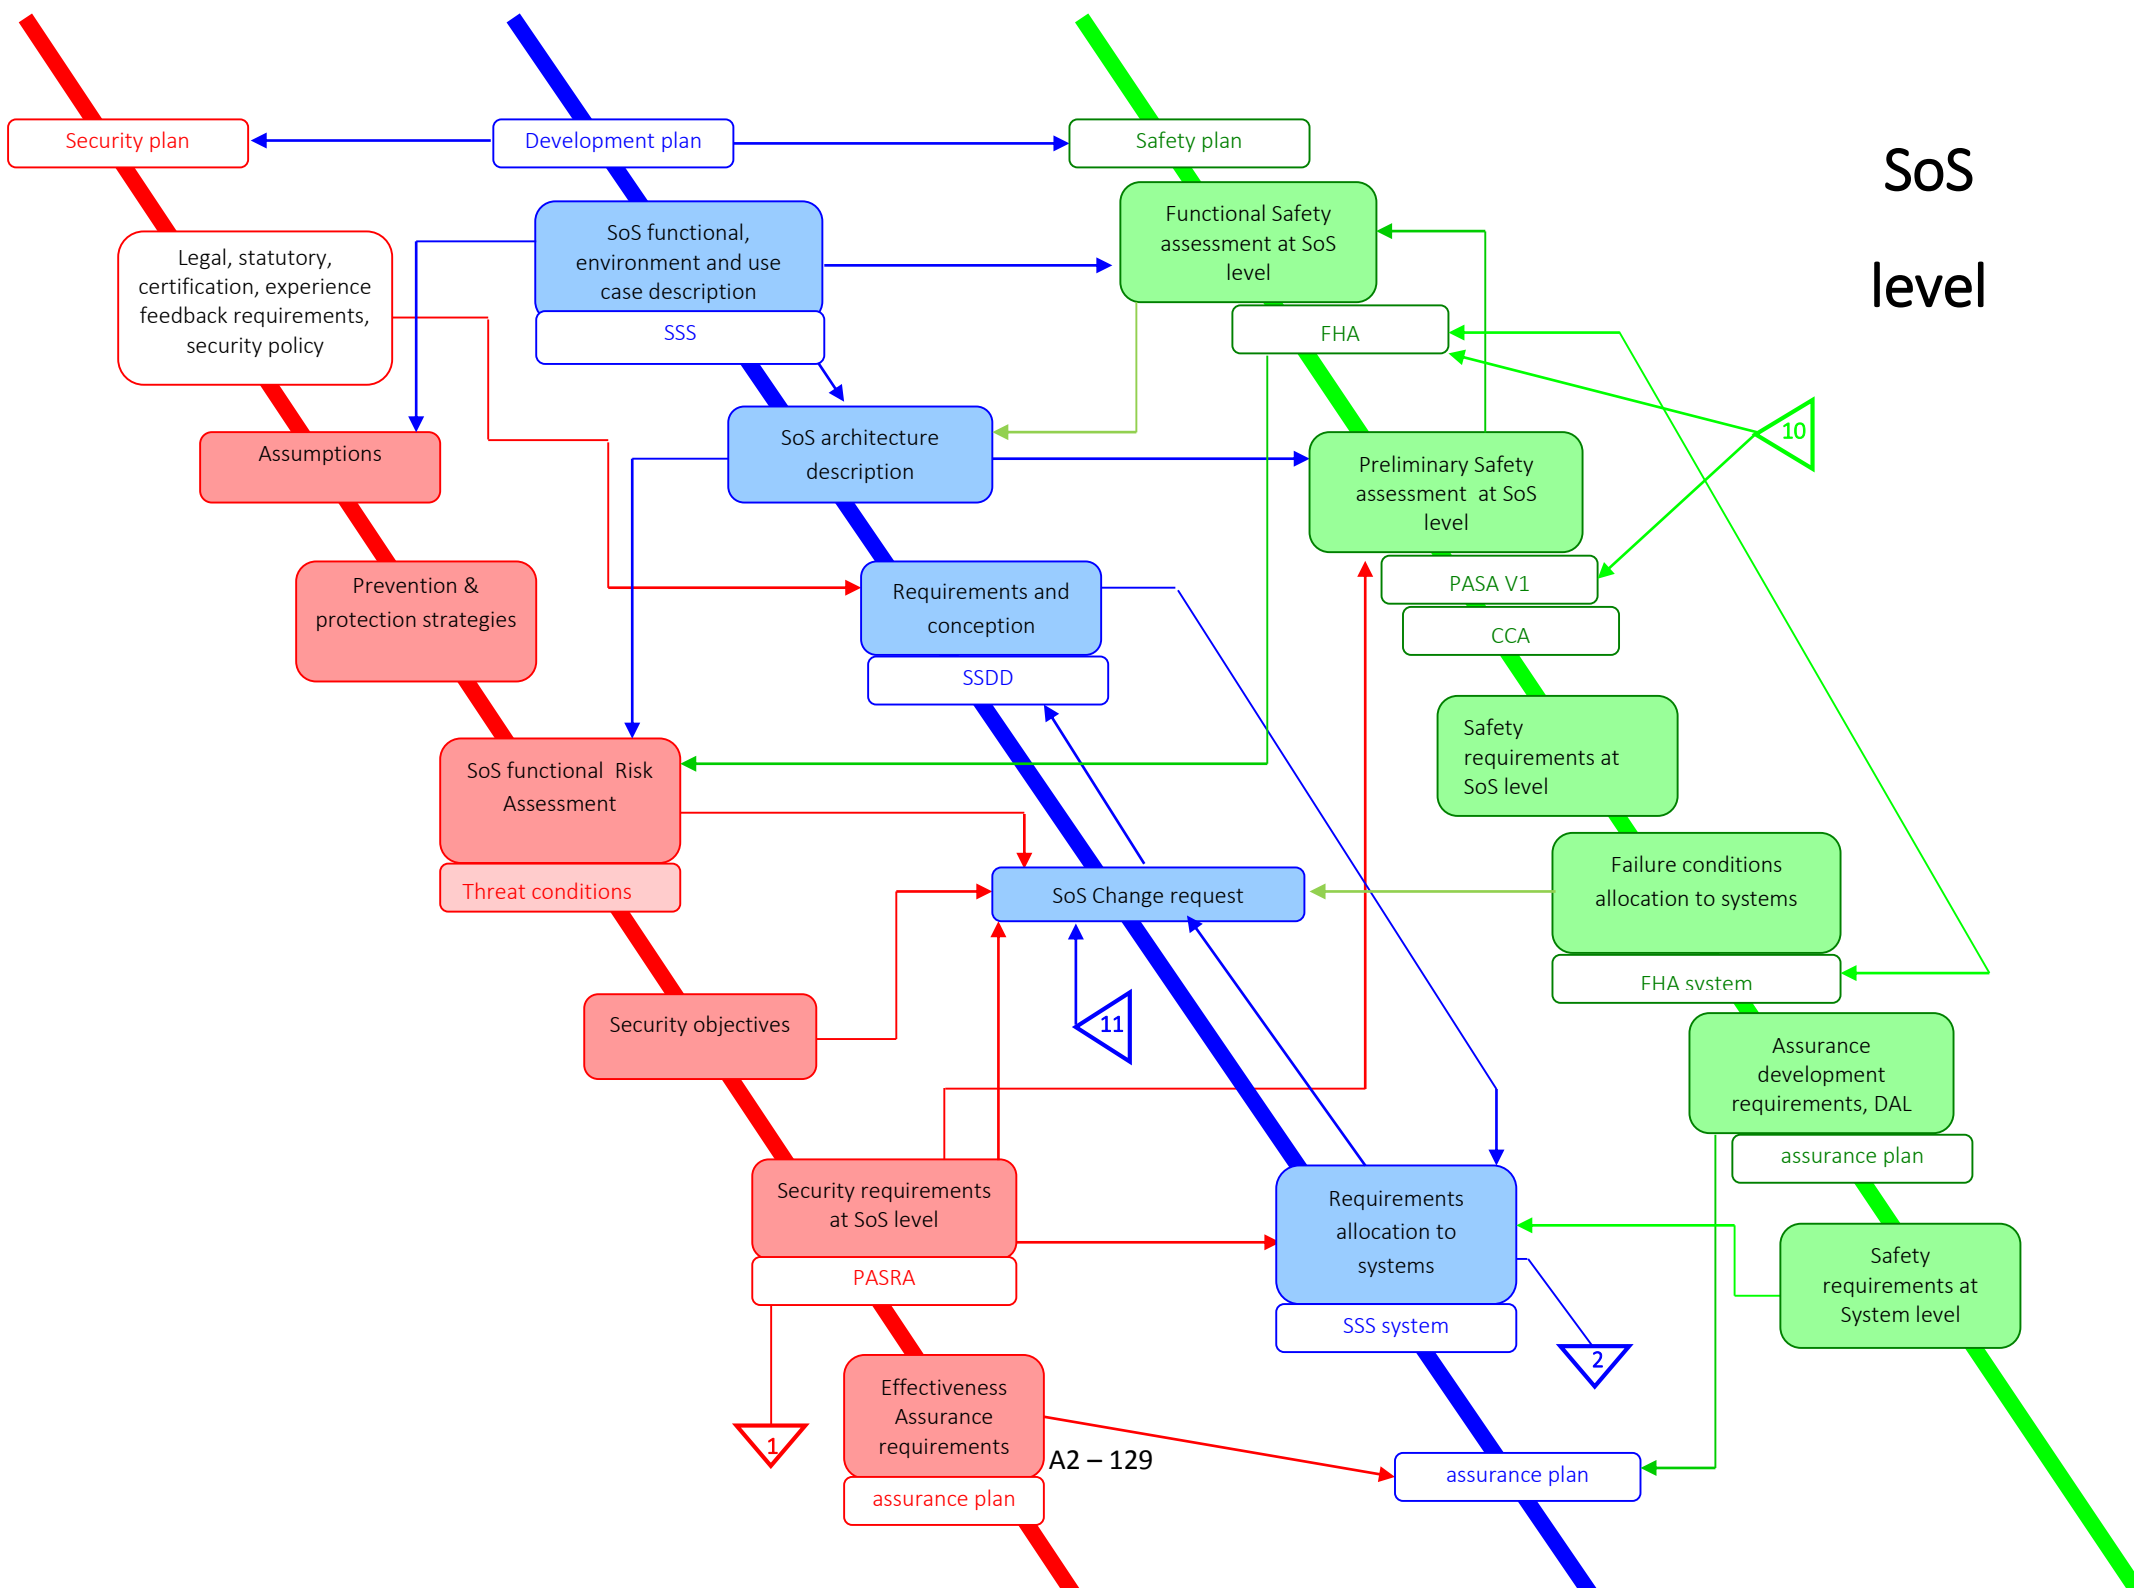 Security plan
Development plan
Safety plan
SoS
level
Functional Safety
assessment at SoS
level
SoS functional,
environment and use
case description
Legal, statutory,
certification, experience
feedback requirements,
security policy
SSS
FHA
10
SoS architecture
description
Assumptions
Preliminary Safety
assessment at SoS
level
Prevention &
protection strategies
Requirements and
conception
PASA V1
CCA
SSDD
Safety
requirements at
SoS level
SoS functional Risk
Assessment
Threat conditions
SoS Change request
Failure conditions
allocation to systems
FHA system
Security objectives
11
Assurance
development
requirements, DAL
assurance plan
Security requirements
at SoS level
PASRA
Requirements
allocation to
systems
SSS system
Safety
requirements at
System level
2
1
Effectiveness
Assurance
requirements
A2 – 129
assurance plan
assurance plan